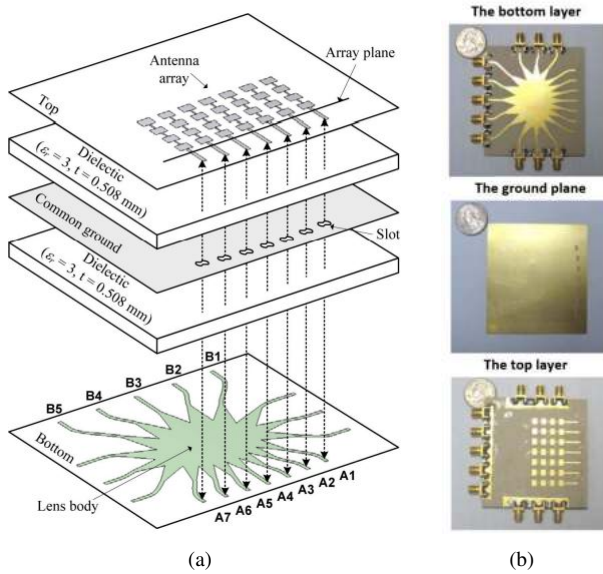 Antenna
array
Array plane
Top
Dielectric
(εr = 3, t = 0.508 mm)
Common ground
Slot
Dielectric
(εr = 3, t = 0.508 mm)
B1
B2
B3
B4
B5
Bottom
Lens body
A7
A6
A5
A4
A3
A2
A1
(a)
The bottom layer
The ground plane
The top layer
(b)